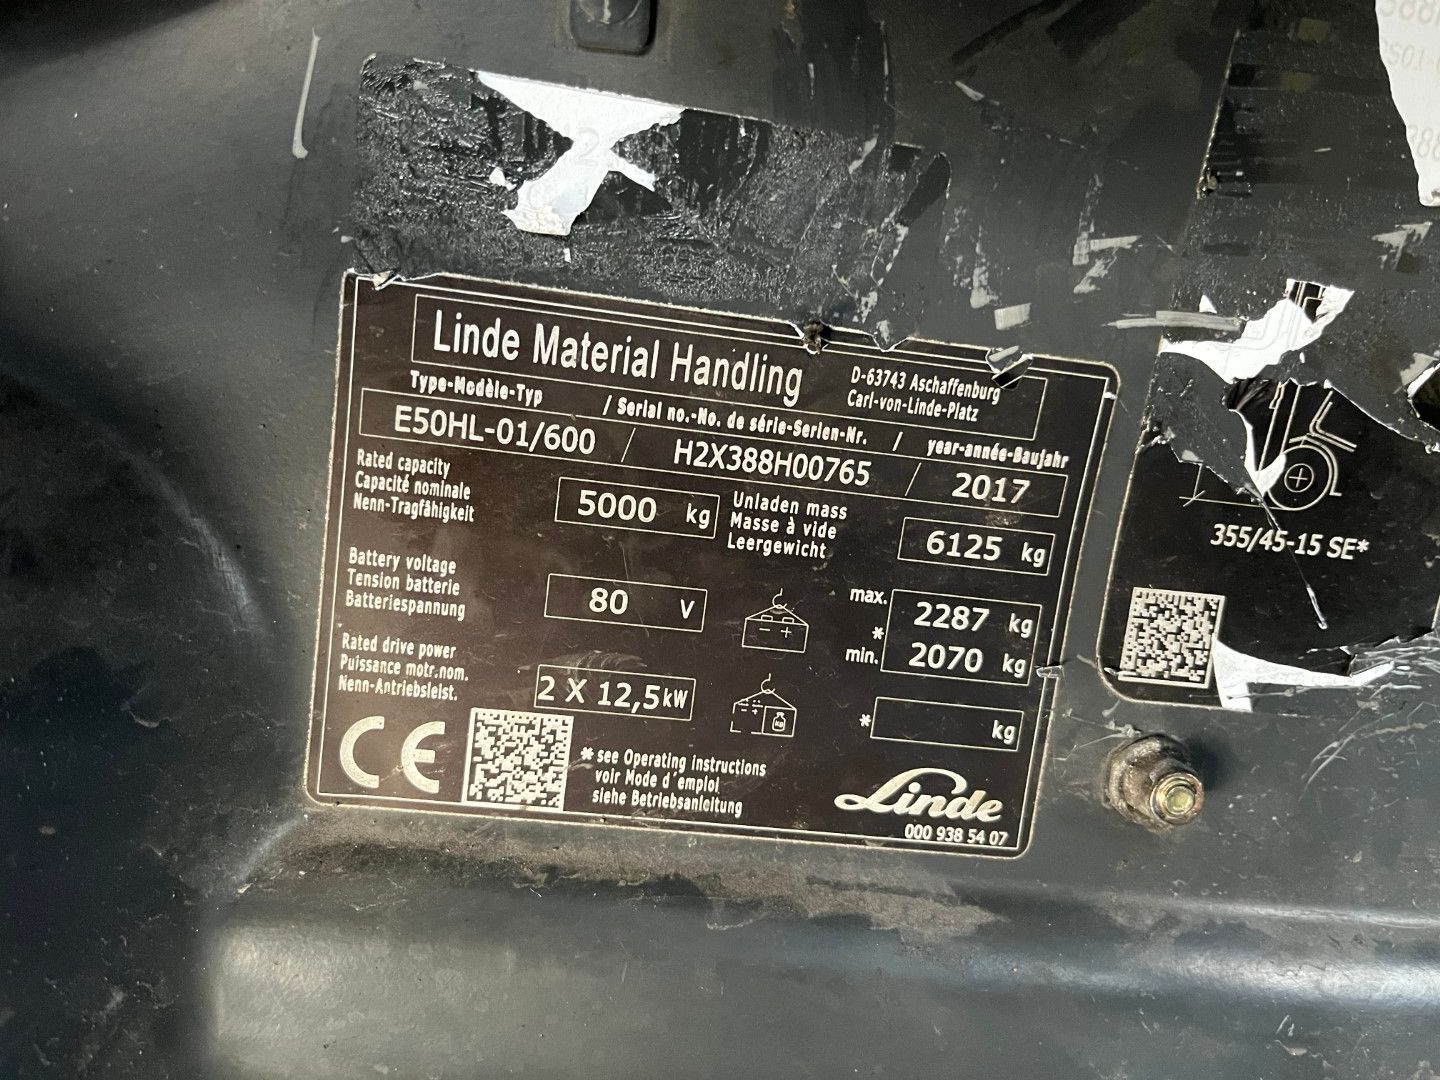 Linde Material Handling
D-63743 Aschaffenburg
Carl-von-Linde-Platz
Type-Modèle-Typ / Serial no.-No. de série-Serien-Nr. / year-année-Baujahr
E50HL-01/600 / H2X388H00765 / 2017
Rated capacity
Capacité nominale
Nenn-Tragfähigkeit
5000 kg
Unladen mass
Masse à vide
Leergewicht
6125 kg
Battery voltage
Tension batterie
Batteriespannung
80 V
max. 2287 kg
*
min. 2070 kg
Rated drive power
Puissance motr.nom.
Nenn-Antriebsleist.
2 X 12,5 kW
* kg
CE
* see Operating instructions
voir Mode d'emploi
siehe Betriebsanleitung
Linde
000 938 54 07
355/45-15 SE*